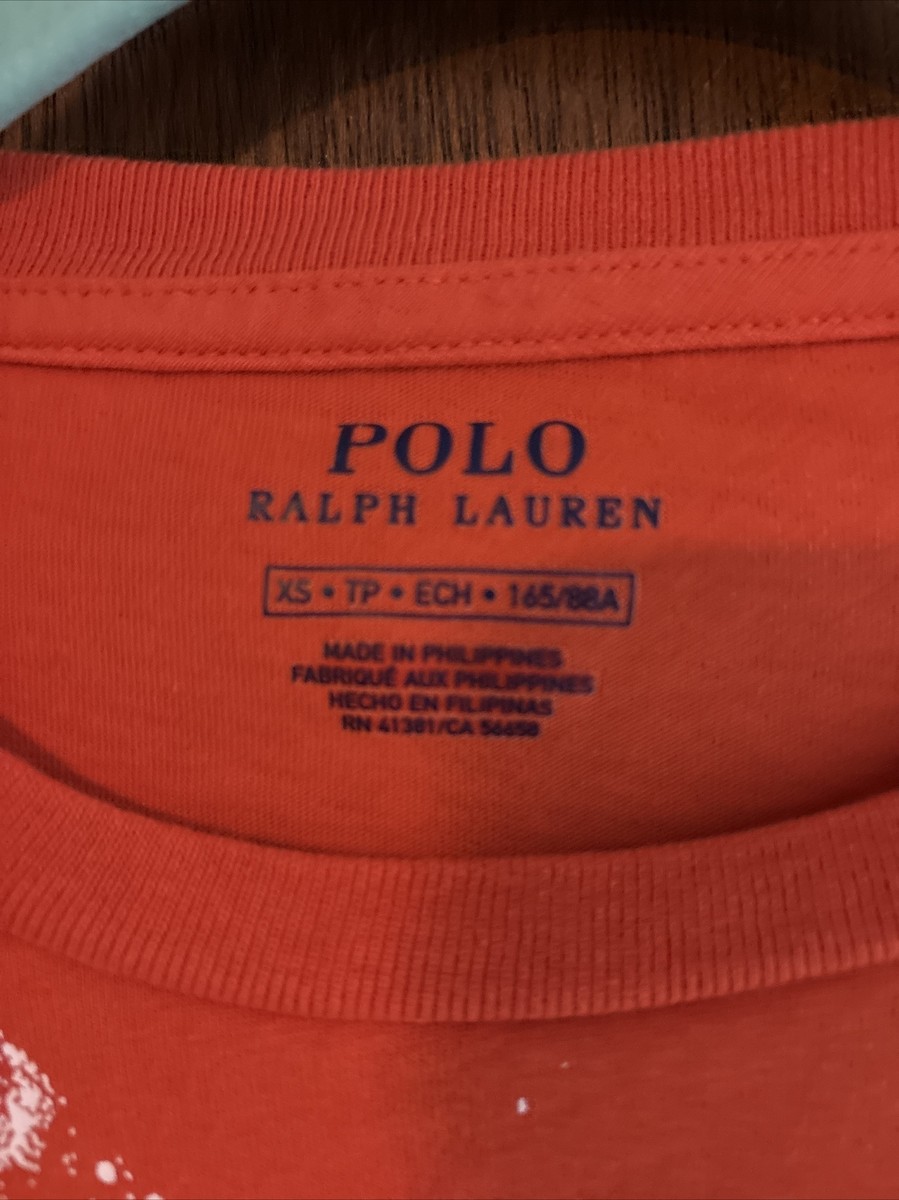 POLO
RALPH LAUREN
XS • TP • ECH • 165/88A
MADE IN PHILIPPINES
FABRIQUÉ AUX PHILIPPINES
HECHO EN FILIPINAS
RN 41381/CA 56658